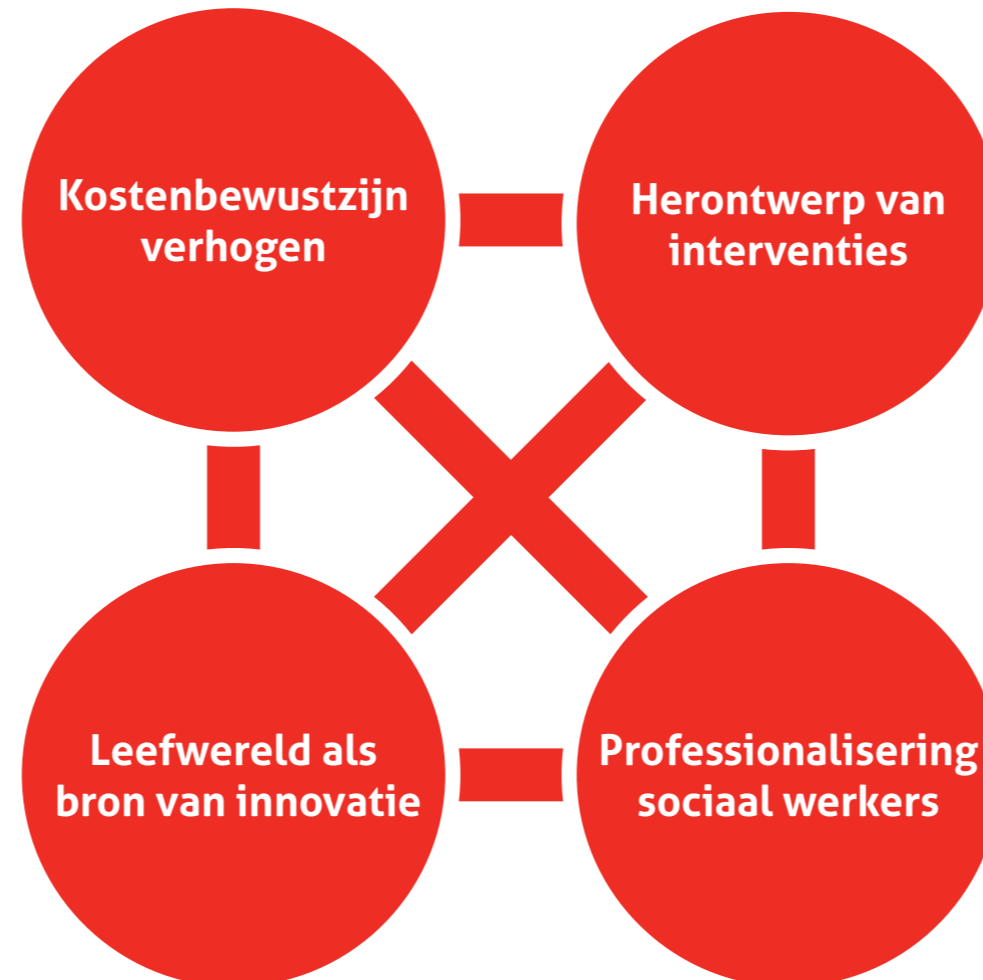 Kostenbewustzijn
verhogen
Herontwerp van
interventies
Leefwereld als
bron van innovatie
Professionalisering
sociaal werkers